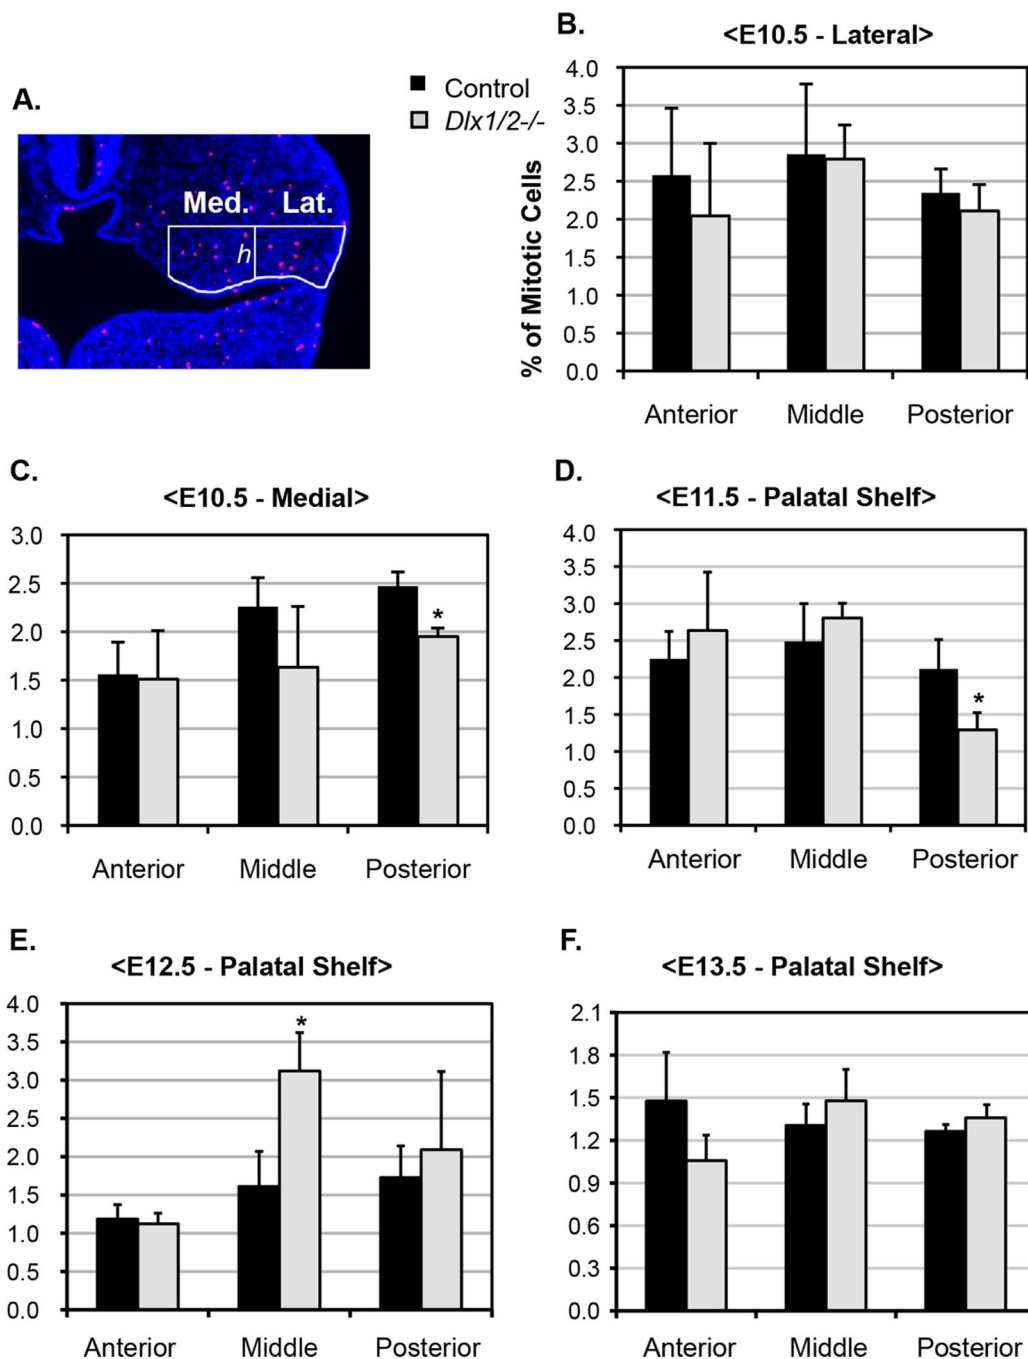 A.
Med. Lat.
h
Control
Dlx1/2-/-
B.
<E10.5 - Lateral>
% of Mitotic Cells
4.0
3.5
3.0
2.5
2.0
1.5
1.0
0.5
0.0
Anterior Middle Posterior
C.
<E10.5 - Medial>
3.0
2.5
2.0
1.5
1.0
0.5
0.0
*
Anterior Middle Posterior
D.
<E11.5 - Palatal Shelf>
4.0
3.5
3.0
2.5
2.0
1.5
1.0
0.5
0.0
*
Anterior Middle Posterior
E.
<E12.5 - Palatal Shelf>
4.0
3.5
3.0
2.5
2.0
1.5
1.0
0.5
0.0
*
Anterior Middle Posterior
F.
<E13.5 - Palatal Shelf>
2.1
1.8
1.5
1.2
0.9
0.6
0.3
0.0
Anterior Middle Posterior